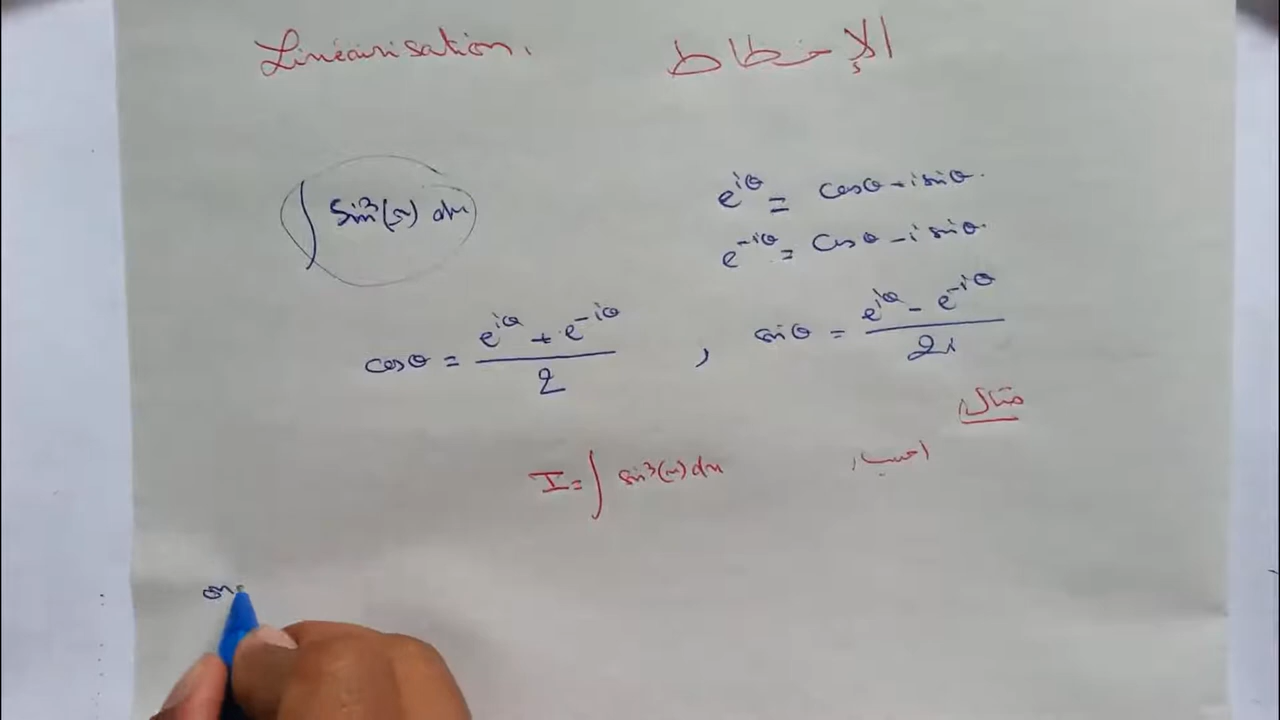 Linéarisation. الإخطاط
∫ sin³(x) dx
e^{iθ} = cosθ + i sinθ.
e^{-iθ} = cosθ - i sinθ.
cosθ = (e^{iθ} + e^{-iθ}) / 2 , sinθ = (e^{iθ} - e^{-iθ}) / 2i
مثال
احسب I = ∫ sin³(x) dx
on